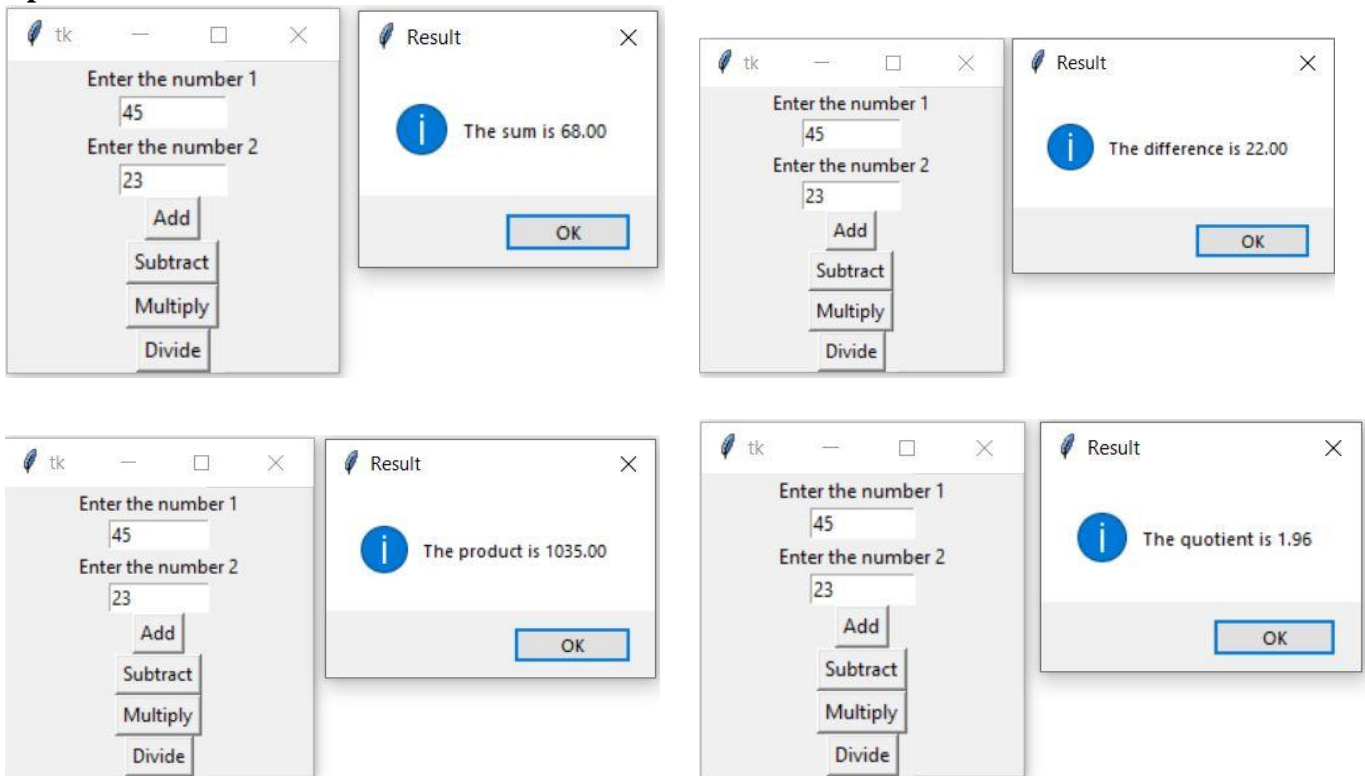 tk
Enter the number 1
45
Enter the number 2
23
Add
Subtract
Multiply
Divide
Result
The sum is 68.00
OK
tk
Enter the number 1
45
Enter the number 2
23
Add
Subtract
Multiply
Divide
Result
The difference is 22.00
OK
tk
Enter the number 1
45
Enter the number 2
23
Add
Subtract
Multiply
Divide
Result
The product is 1035.00
OK
tk
Enter the number 1
45
Enter the number 2
23
Add
Subtract
Multiply
Divide
Result
The quotient is 1.96
OK